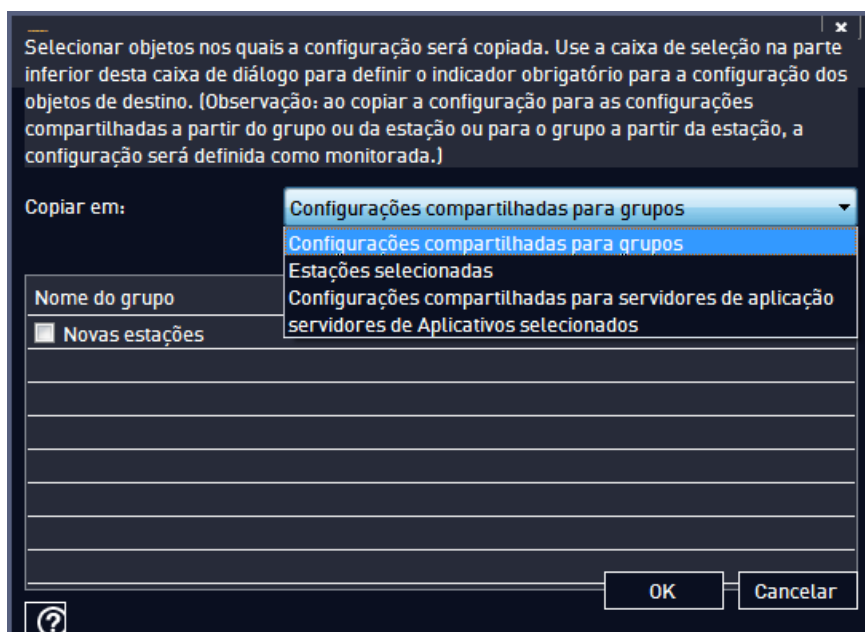 Selecionar objetos nos quais a configuração será copiada. Use a caixa de seleção na parte
inferior desta caixa de diálogo para definir o indicador obrigatório para a configuração dos
objetos de destino. (Observação: ao copiar a configuração para as configurações
compartilhadas a partir do grupo ou da estação ou para o grupo a partir da estação, a
configuração será definida como monitorada.)
Copiar em:
Configurações compartilhadas para grupos
Configurações compartilhadas para grupos
Estações selecionadas
Configurações compartilhadas para servidores de aplicação
servidores de Aplicativos selecionados
Nome do grupo
Novas estações
OK
Cancelar